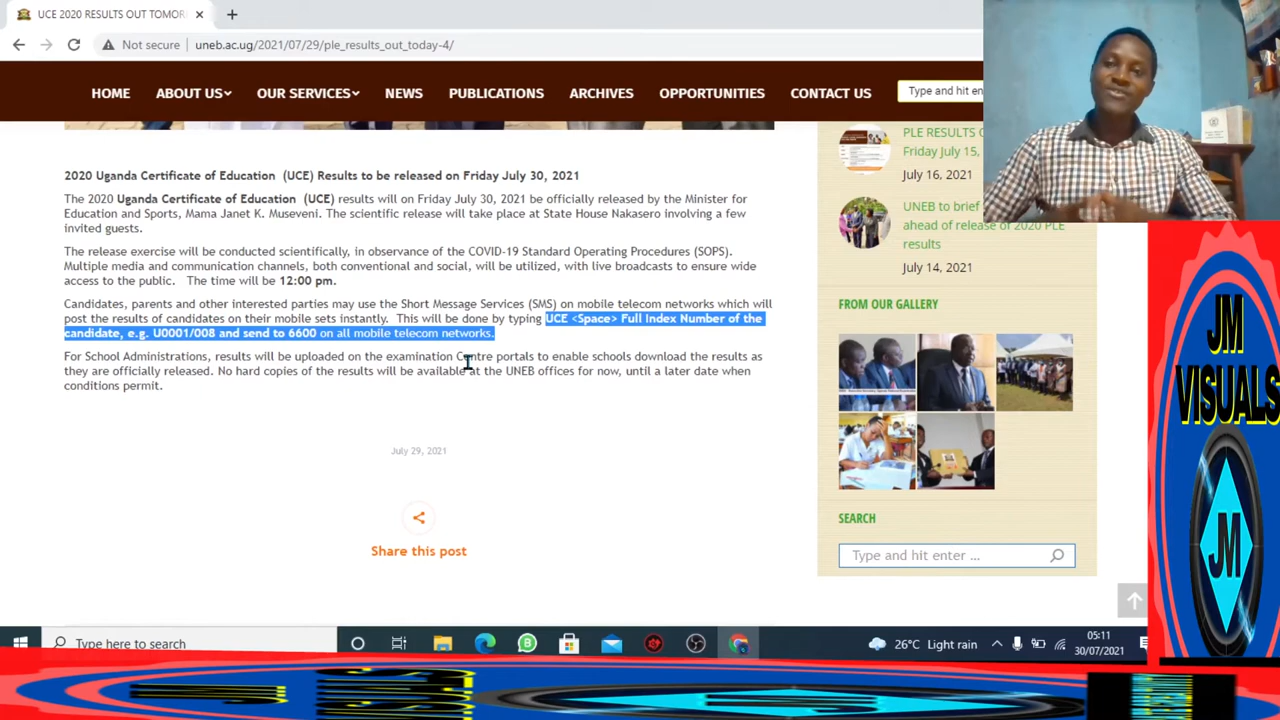 UCE 2020 RESULTS OUT TOMOR
Not secure
uneb.ac.ug/2021/07/29/ple_results_out_today-4/
HOME
ABOUT US
OUR SERVICES
NEWS
PUBLICATIONS
ARCHIVES
OPPORTUNITIES
CONTACT US
Type and hit en
2020 Uganda Certificate of Education (UCE) Results to be released on Friday July 30, 2021
The 2020 Uganda Certificate of Education (UCE) results will on Friday July 30, 2021 be officially released by the Minister for
Education and Sports, Mama Janet K. Museveni. The scientific release will take place at State House Nakasero involving a few
invited guests.
The release exercise will be conducted scientifically, in observance of the COVID-19 Standard Operating Procedures (SOPS).
Multiple media and communication channels, both conventional and social, will be utilized, with live broadcasts to ensure wide
access to the public. The time will be 12:00 pm.
Candidates, parents and other interested parties may use the Short Message Services (SMS) on mobile telecom networks which will
post the results of candidates on their mobile sets instantly. This will be done by typing UCE <Space> Full Index Number of the
candidate, e.g. U0001/008 and send to 6600 on all mobile telecom networks.
For School Administrations, results will be uploaded on the examination Centre portals to enable schools download the results as
they are officially released. No hard copies of the results will be available at the UNEB offices for now, until a later date when
conditions permit.
July 29, 2021
Share this post
PLE RESULTS O
Friday July 15,
July 16, 2021
UNEB to brief
ahead of release of 2020 PLE
results
July 14, 2021
FROM OUR GALLERY
SEARCH
Type and hit enter ...
JM
VISUALS
JM
Type here to search
26°C Light rain
05:11
30/07/2021